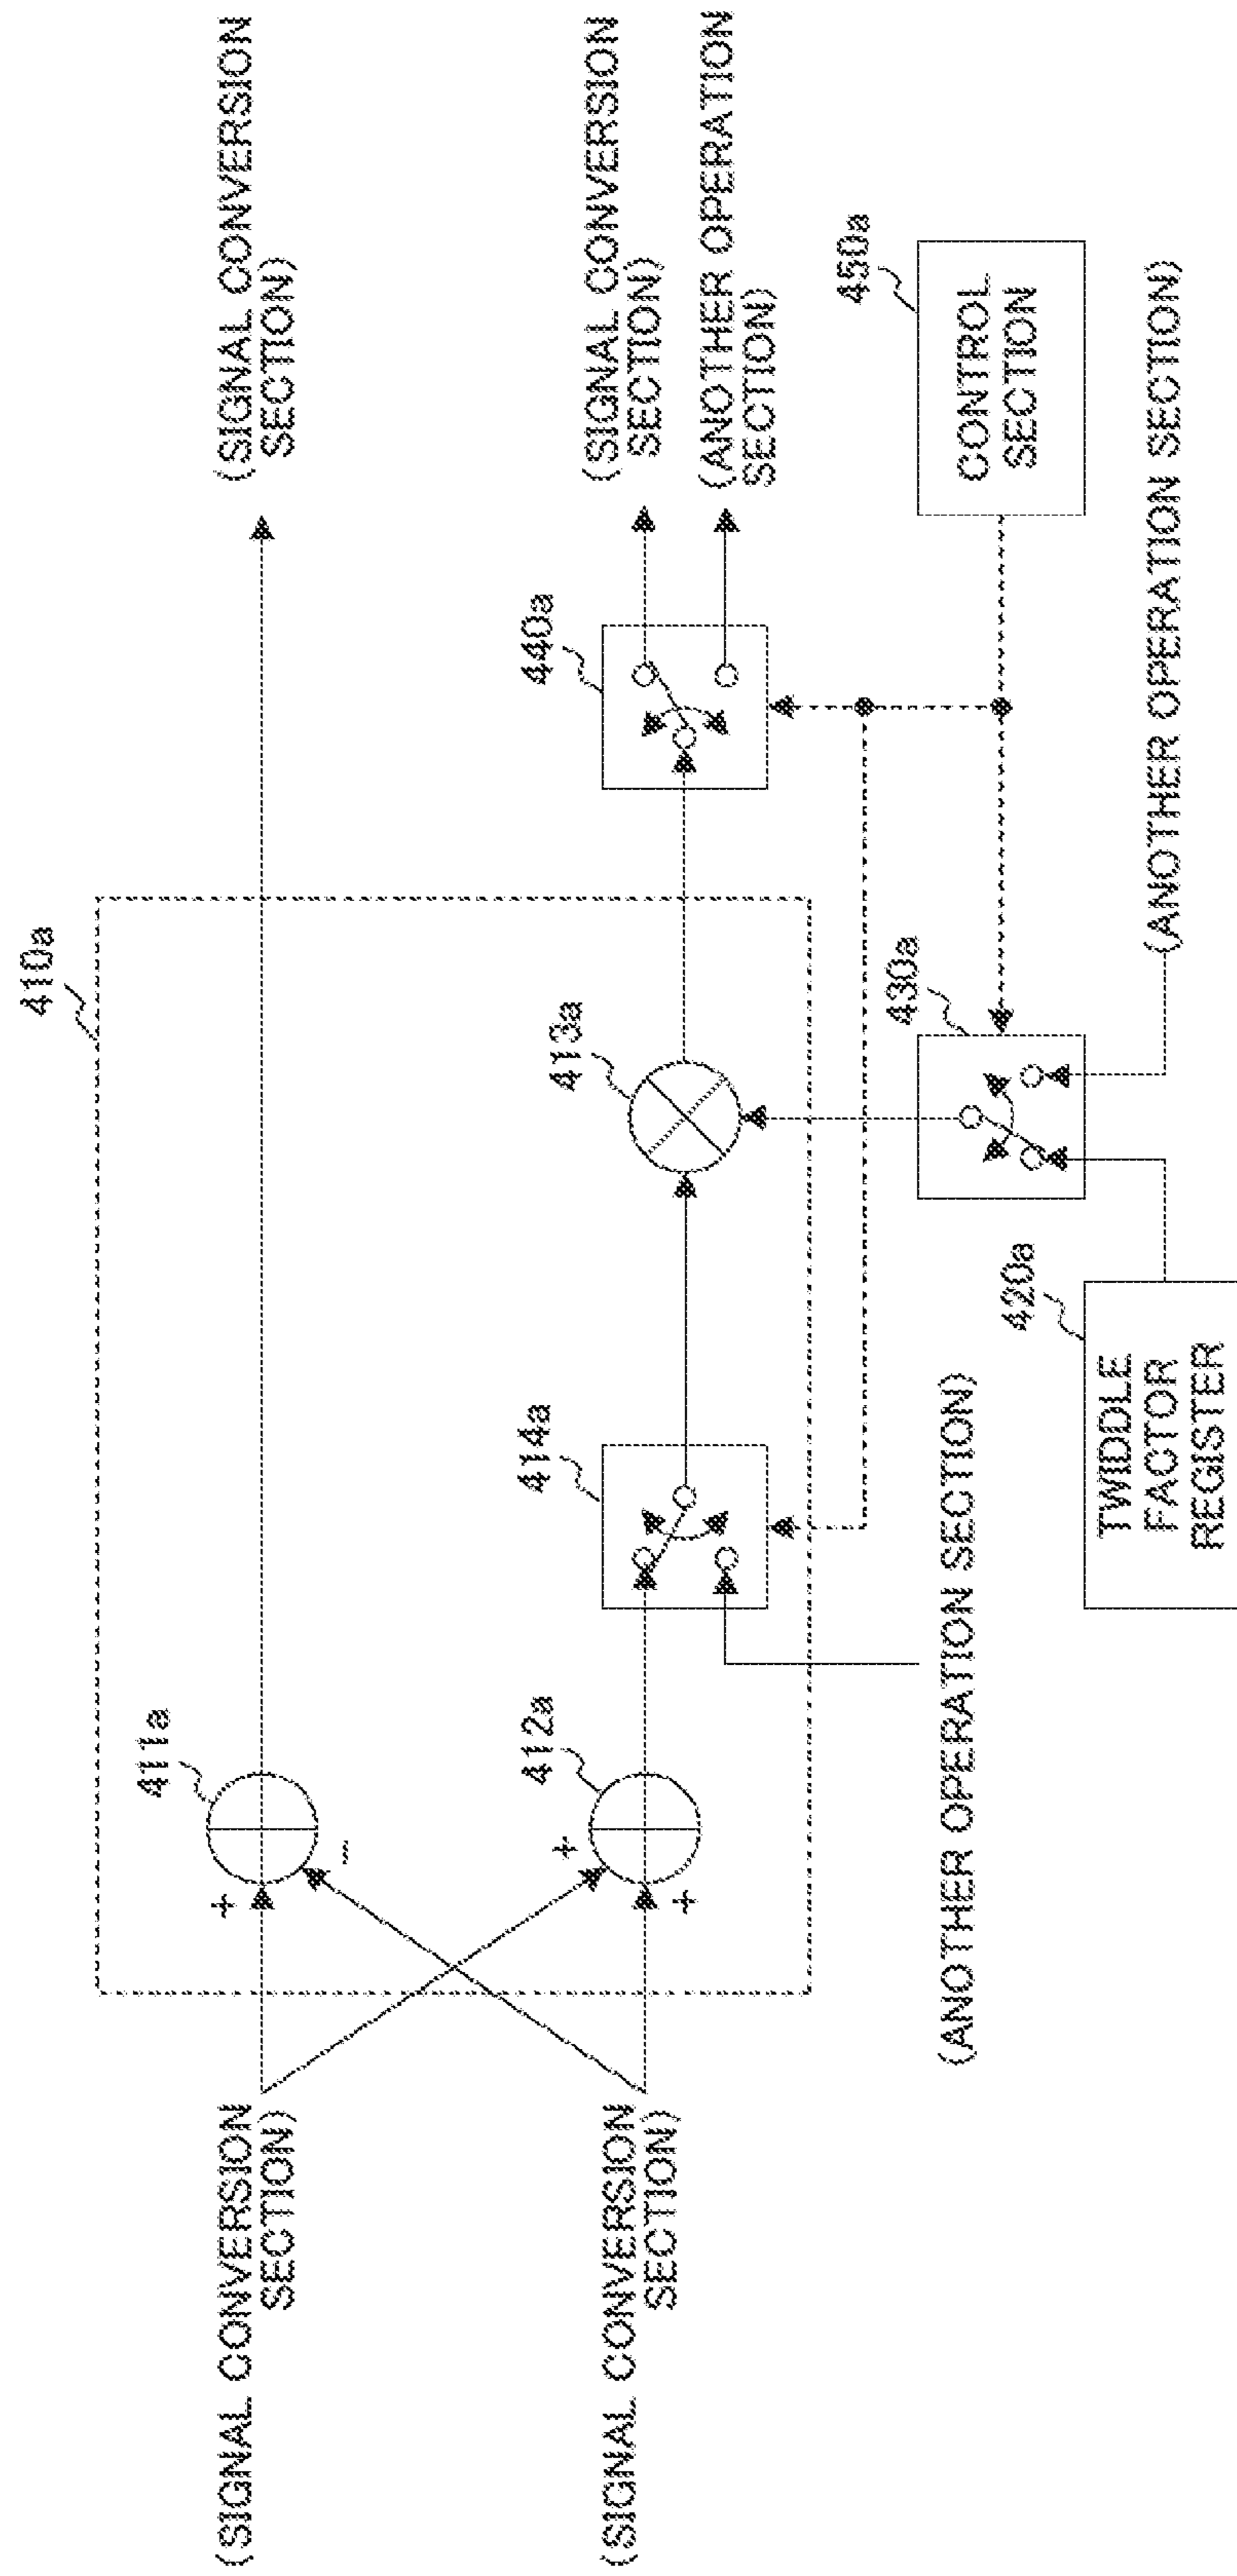 (SIGNAL CONVERSION
SECTION)
(SIGNAL CONVERSION
SECTION)
+
−
+
+
411a
412a
410a
414a
413a
(ANOTHER OPERATION SECTION)
TWIDDLE
FACTOR
REGISTER
420a
430a
(ANOTHER OPERATION SECTION)
440a
450a
CONTROL
SECTION
(SIGNAL CONVERSION
SECTION)
(SIGNAL CONVERSION
SECTION)
(ANOTHER OPERATION
SECTION)